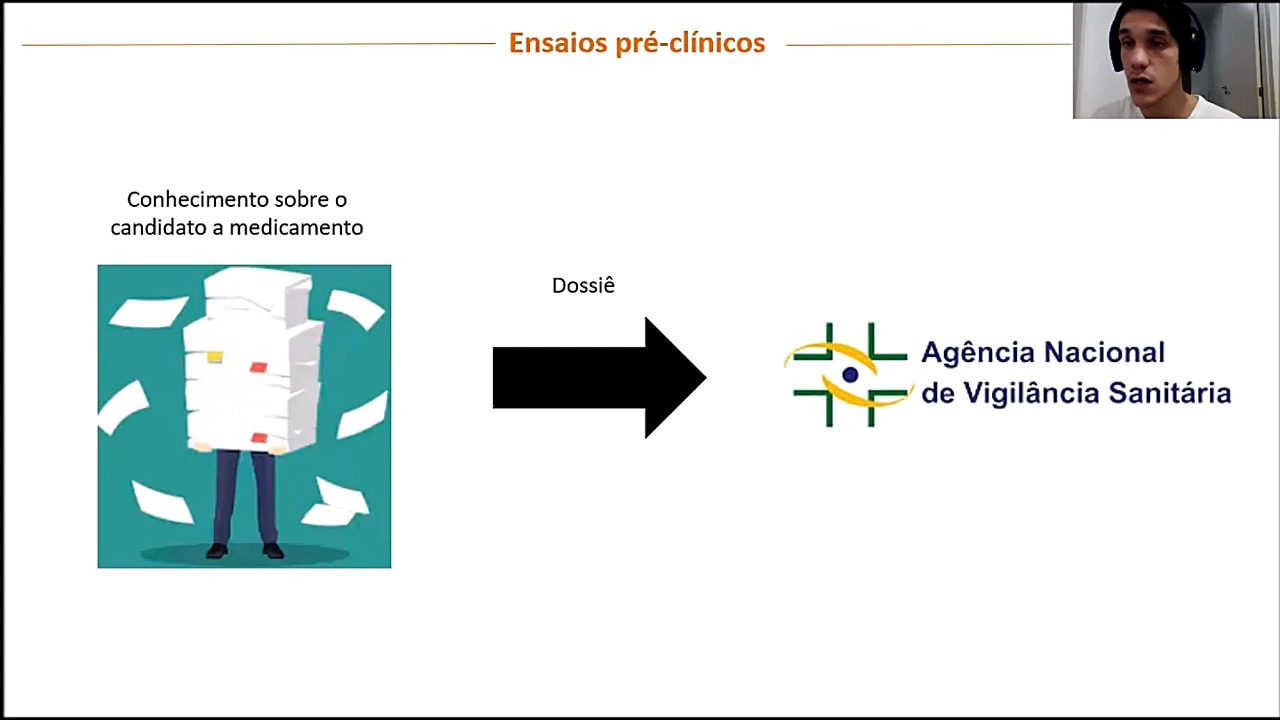 Ensaios pré-clínicos
Conhecimento sobre o
candidato a medicamento
Dossiê
Agência Nacional
de Vigilância Sanitária